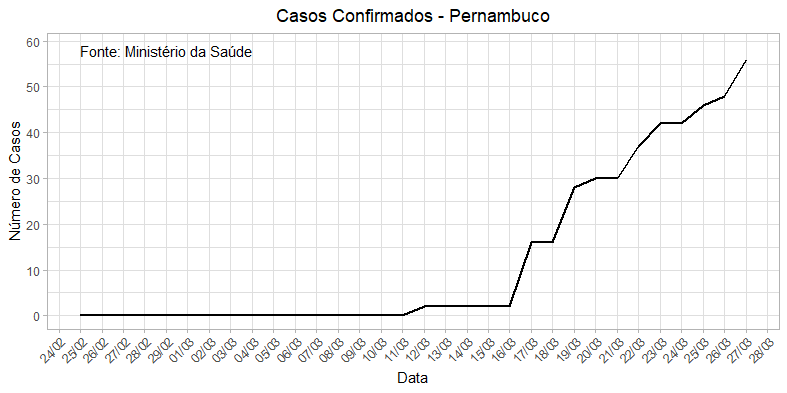 Casos Confirmados - Pernambuco
Fonte: Ministério da Saúde
Número de Casos
60
50
40
30
20
10
0
24/02 25/02 26/02 27/02 28/02 29/02 01/03 02/03 03/03 04/03 05/03 06/03 07/03 08/03 09/03 10/03 11/03 12/03 13/03 14/03 15/03 16/03 17/03 18/03 19/03 20/03 21/03 22/03 23/03 24/03 25/03 26/03 27/03 28/03
Data